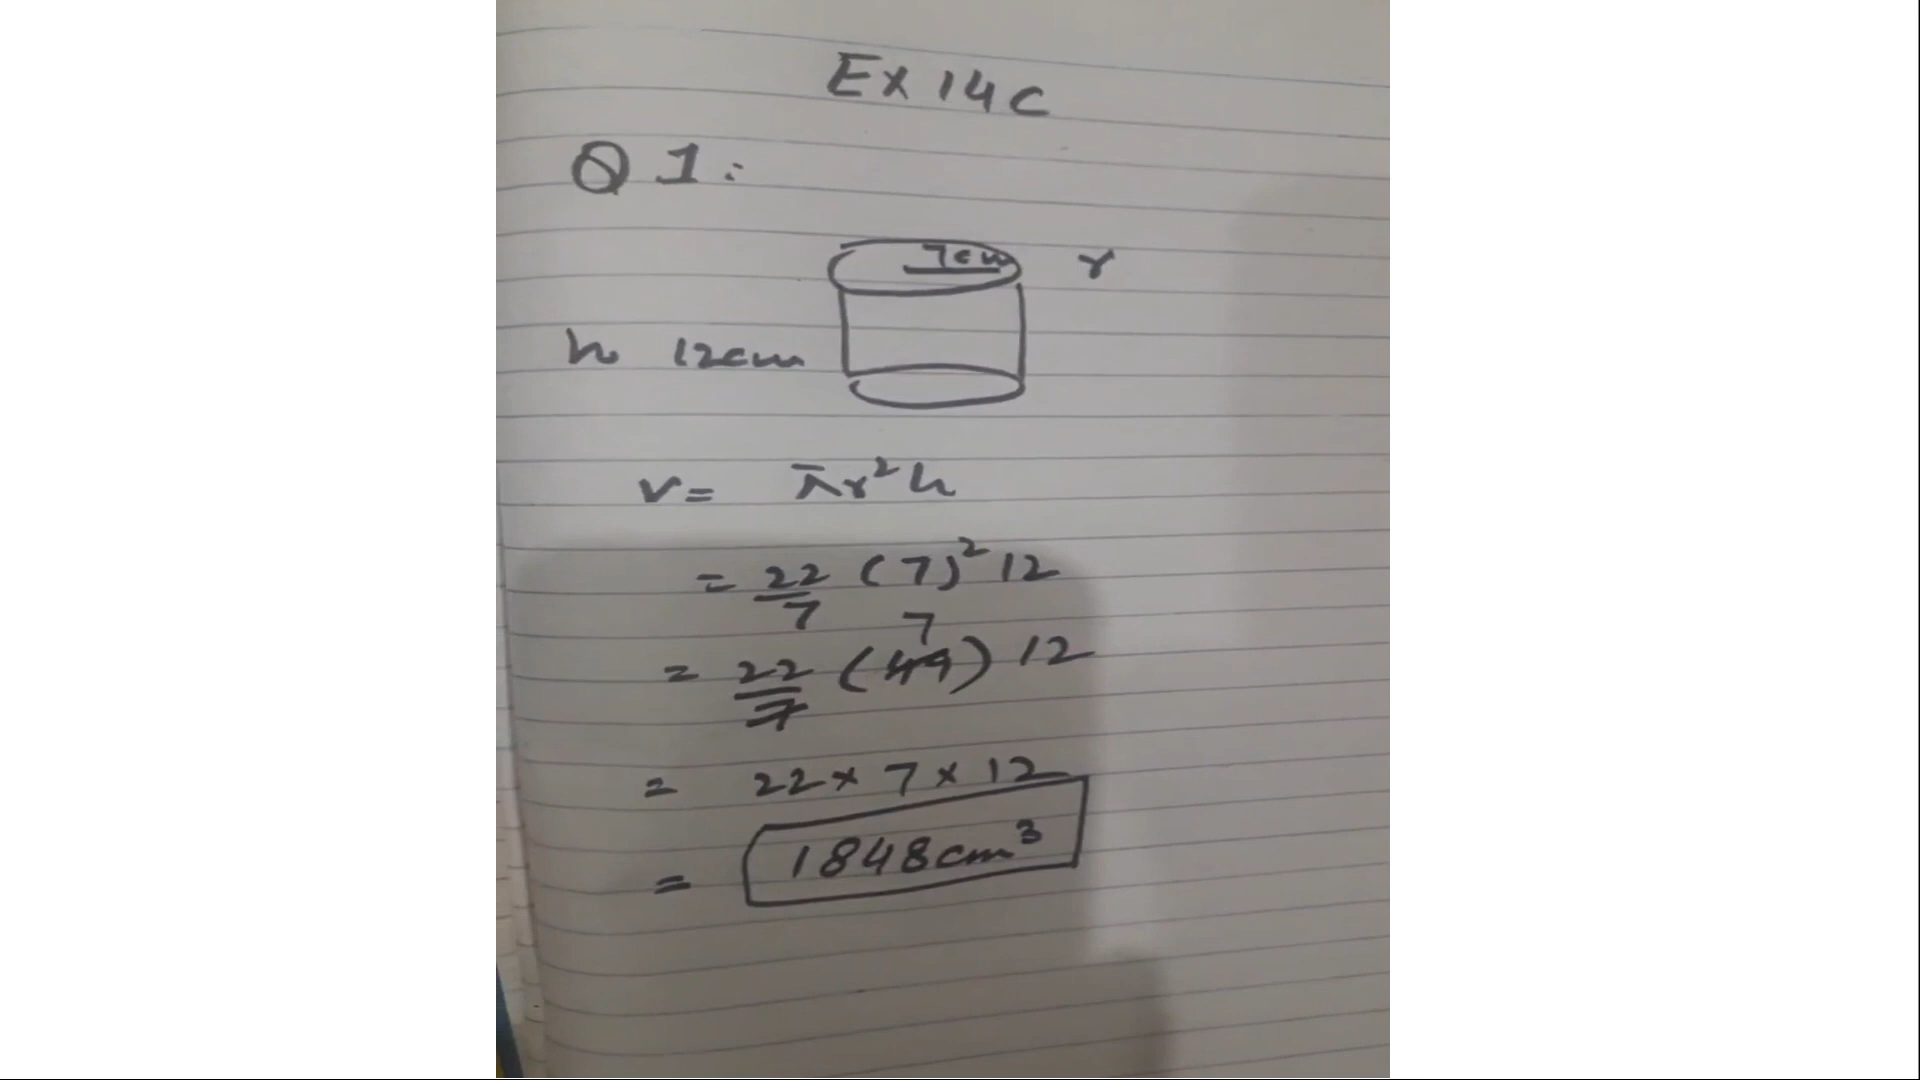 Ex 14C
Q 1:
7cm r
h 12cm
V = πr²h
= 22/7 (7)² 12
7
= 22/7 (49) 12
= 22 × 7 × 12
= 1848cm³